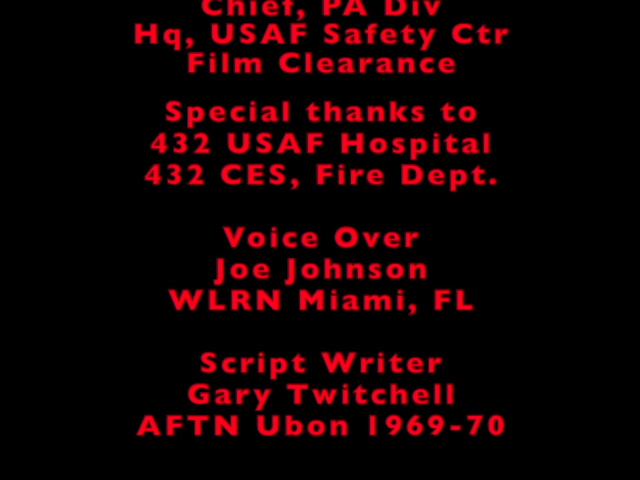 Chief, PA Div
Hq, USAF Safety Ctr
Film Clearance
Special thanks to
432 USAF Hospital
432 CES, Fire Dept.
Voice Over
Joe Johnson
WLRN Miami, FL
Script Writer
Gary Twitchell
AFTN Ubon 1969-70